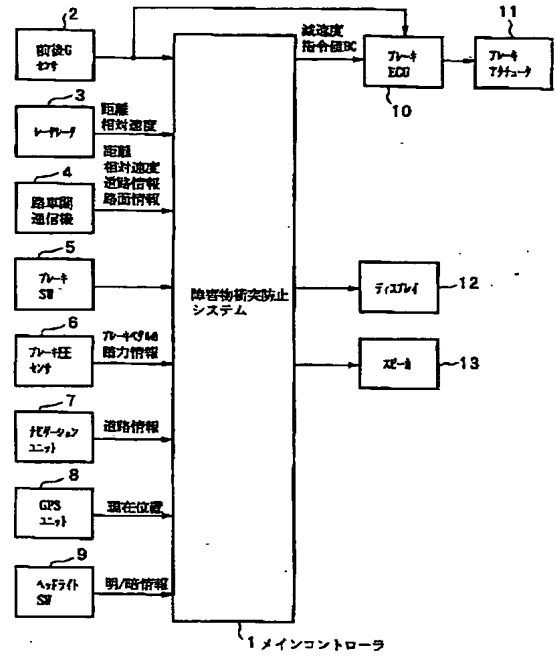 2
前後G
センサ
3
レーザレーダ
距離
相対速度
4
路車間
通信機
距離
相対速度
道路情報
路面情報
5
ブレーキ
SW
6
ブレーキ圧
センサ
ブレーキペダルの
踏力情報
7
ナビゲーション
ユニット
道路情報
8
GPS
ユニット
現在位置
9
ヘッドライト
SW
明/暗情報
障害物衝突防止
システム
1 メインコントローラ
減速度
指令値BC
ブレーキ
ECU
10
11
ブレーキ
アクチュータ
ディスプレイ
12
スピーカ
13